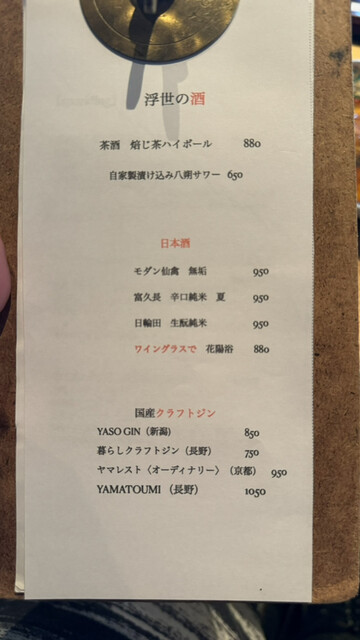 浮世の酒
茶酒 焙じ茶ハイボール 880
自家製漬け込み八朔サワー 650
日本酒
モダン仙禽 無垢 950
富久長 辛口純米 夏 950
日輪田 生酛純米 950
ワイングラスで 花陽浴 880
国産クラフトジン
YASO GIN（新潟） 850
暮らしクラフトジン（長野） 750
ヤマレスト〈オーディナリー〉（京都） 950
YAMATOUMI（長野） 1050